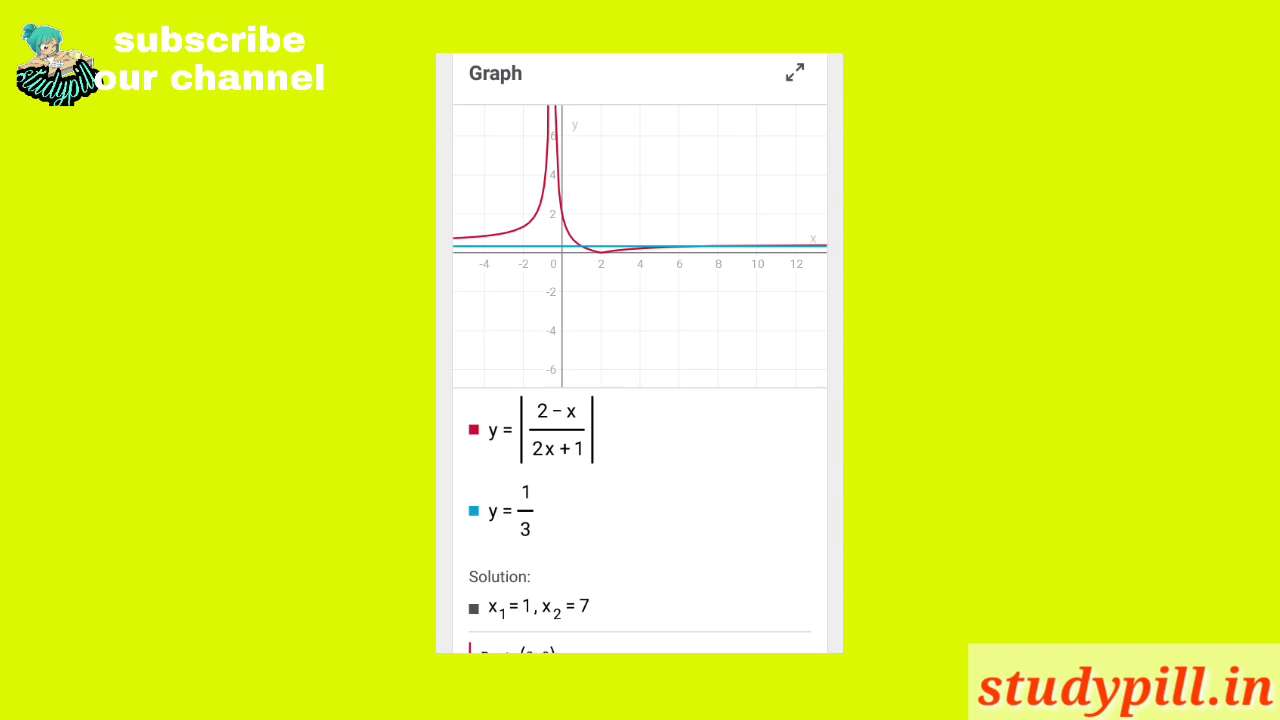 subscribe
our channel
studypill
Graph
y
6
4
2
x
-4 -2 0 2 4 6 8 10 12
-2
-4
-6
y = |(2 − x)/(2x + 1)|
y = 1/3
Solution:
x₁ = 1, x₂ = 7
studypill.in